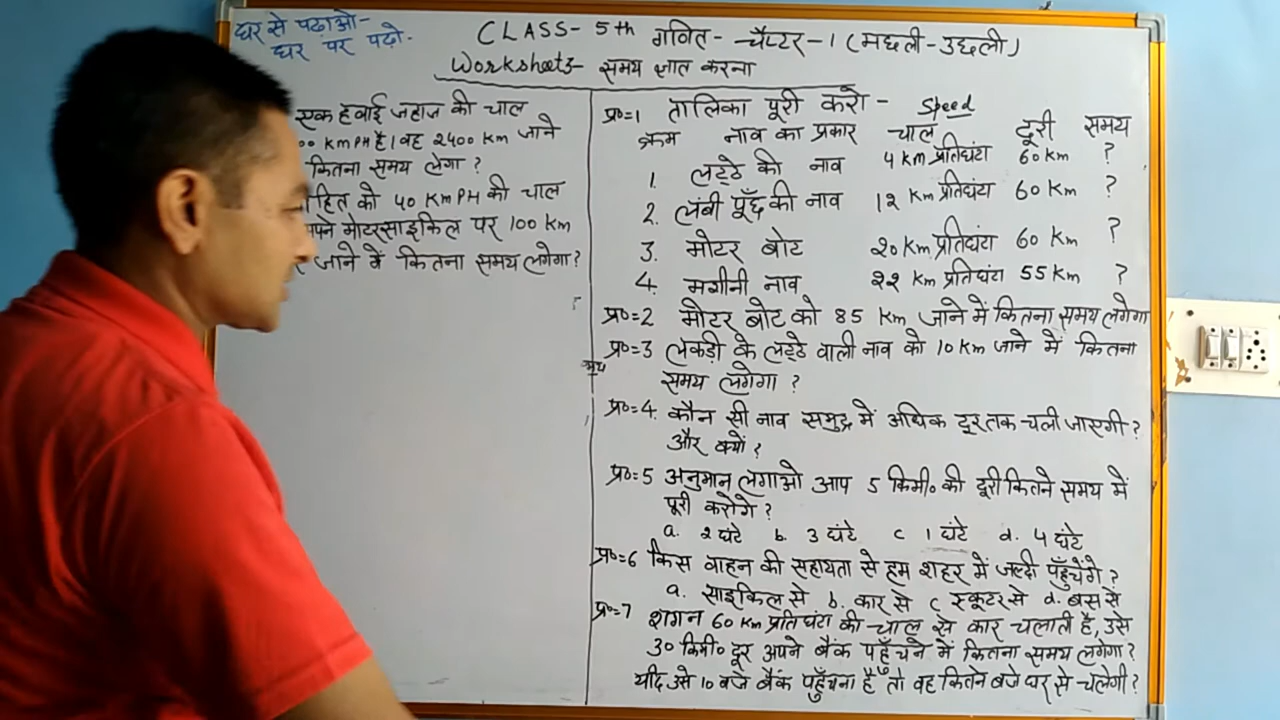 घर से पढाओ-
घर पर पढो.
CLASS- 5th गणित- चैप्टर-1 (मछली-उछली)
Worksheet3- समय ज्ञात करना
एक हवाई जहाज की चाल
KMPH है। वह 2400 KM जाने
कितना समय लेगा ?
को 40 KMPH की चाल
मोटरसाइकिल पर 100 KM
जाने में कितना समय लगेगा?
प्र०=1 तालिका पूरी करो- Speed
क्रम नाव का प्रकार चाल दूरी समय
1. लट्ठे की नाव 4 KM प्रतिघंटा 60 KM ?
2. लंबी पूँछ की नाव 12 KM प्रतिघंटा 60 KM ?
3. मोटर बोट 20 KM प्रतिघंटा 60 KM ?
4. मशीनी नाव 22 KM प्रतिघंटा 55 KM ?
प्र०=2 मोटर बोट को 85 KM जाने में कितना समय लगेगा
प्र०=3 लकड़ी के लट्ठे वाली नाव को 10 KM जाने में कितना
समय लगेगा ?
प्र०=4. कौन सी नाव समुद्र में अधिक दूर तक चली जाएगी ?
और क्यों ?
प्र०=5 अनुमान लगाओ आप 5 किमी० की दूरी कितने समय में
पूरी करोगे ?
a. 2 घंटे b. 3 घंटे c 1 घंटे d. 4 घंटे
प्र०=6 किस वाहन की सहायता से हम शहर में जल्दी पहुँचेंगे ?
a. साइकिल से b. कार से c स्कूटर से d. बस से
प्र०=7 शगुन 60 KM प्रतिघंटा की चाल से कार चलाती है, उसे
30 किमी० दूर अपने बैंक पहुँचने में कितना समय लगेगा ?
यदि उसे 10 बजे बैंक पहुँचना है तो वह कितने बजे घर से चलेगी ?